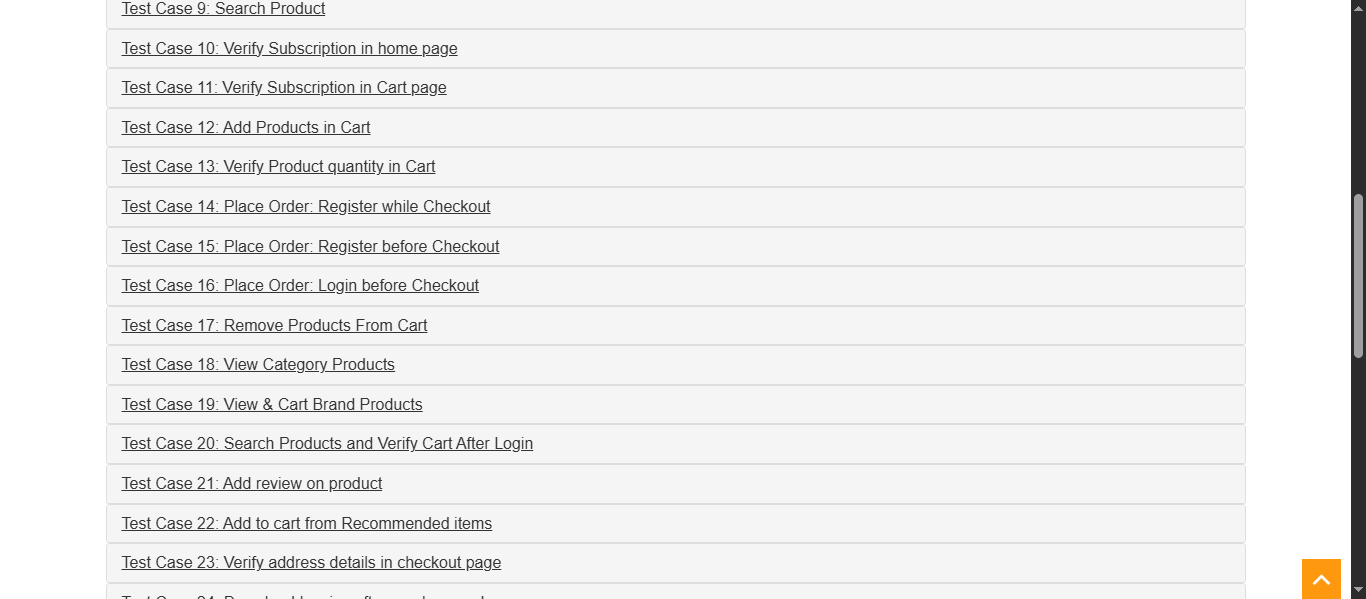 Test Case 9: Search Product
Test Case 10: Verify Subscription in home page
Test Case 11: Verify Subscription in Cart page
Test Case 12: Add Products in Cart
Test Case 13: Verify Product quantity in Cart
Test Case 14: Place Order: Register while Checkout
Test Case 15: Place Order: Register before Checkout
Test Case 16: Place Order: Login before Checkout
Test Case 17: Remove Products From Cart
Test Case 18: View Category Products
Test Case 19: View & Cart Brand Products
Test Case 20: Search Products and Verify Cart After Login
Test Case 21: Add review on product
Test Case 22: Add to cart from Recommended items
Test Case 23: Verify address details in checkout page